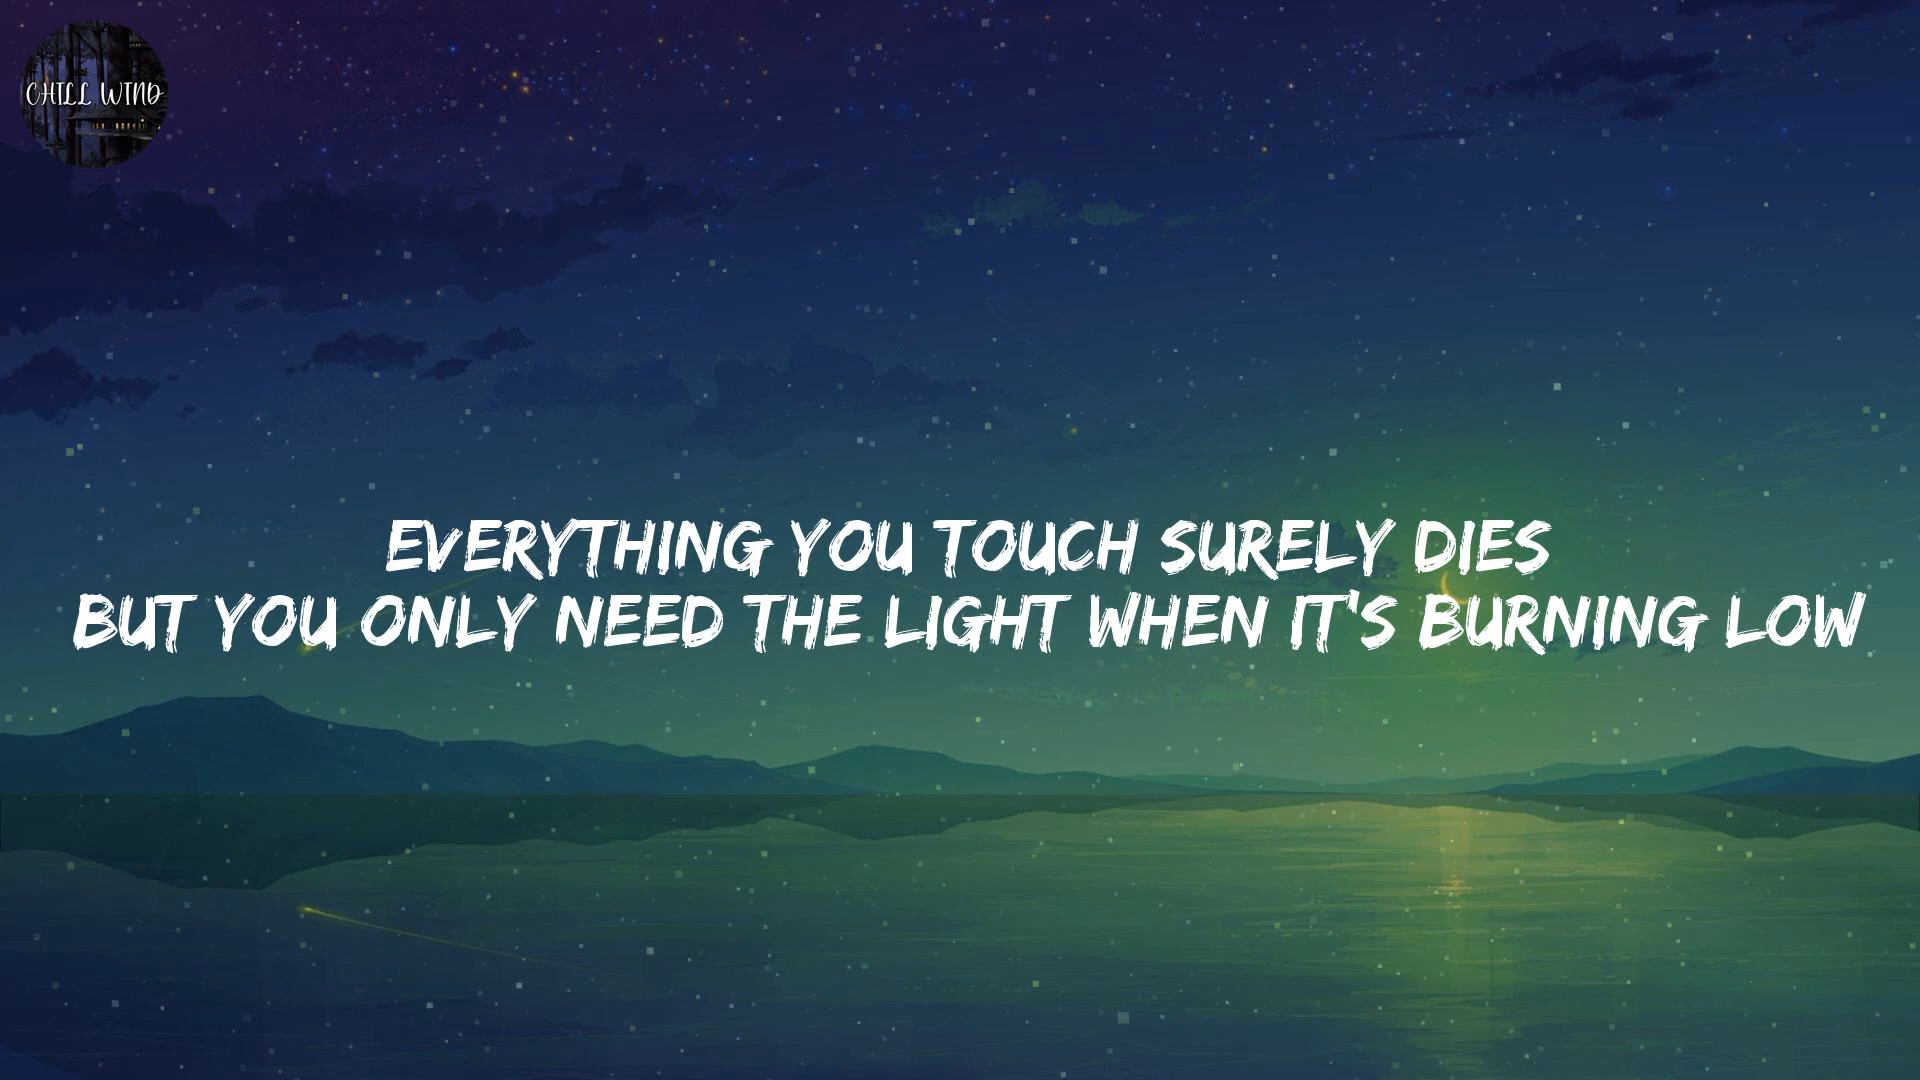 CHILL WIND
EVERYTHING YOU TOUCH SURELY DIES
BUT YOU ONLY NEED THE LIGHT WHEN IT'S BURNING LOW